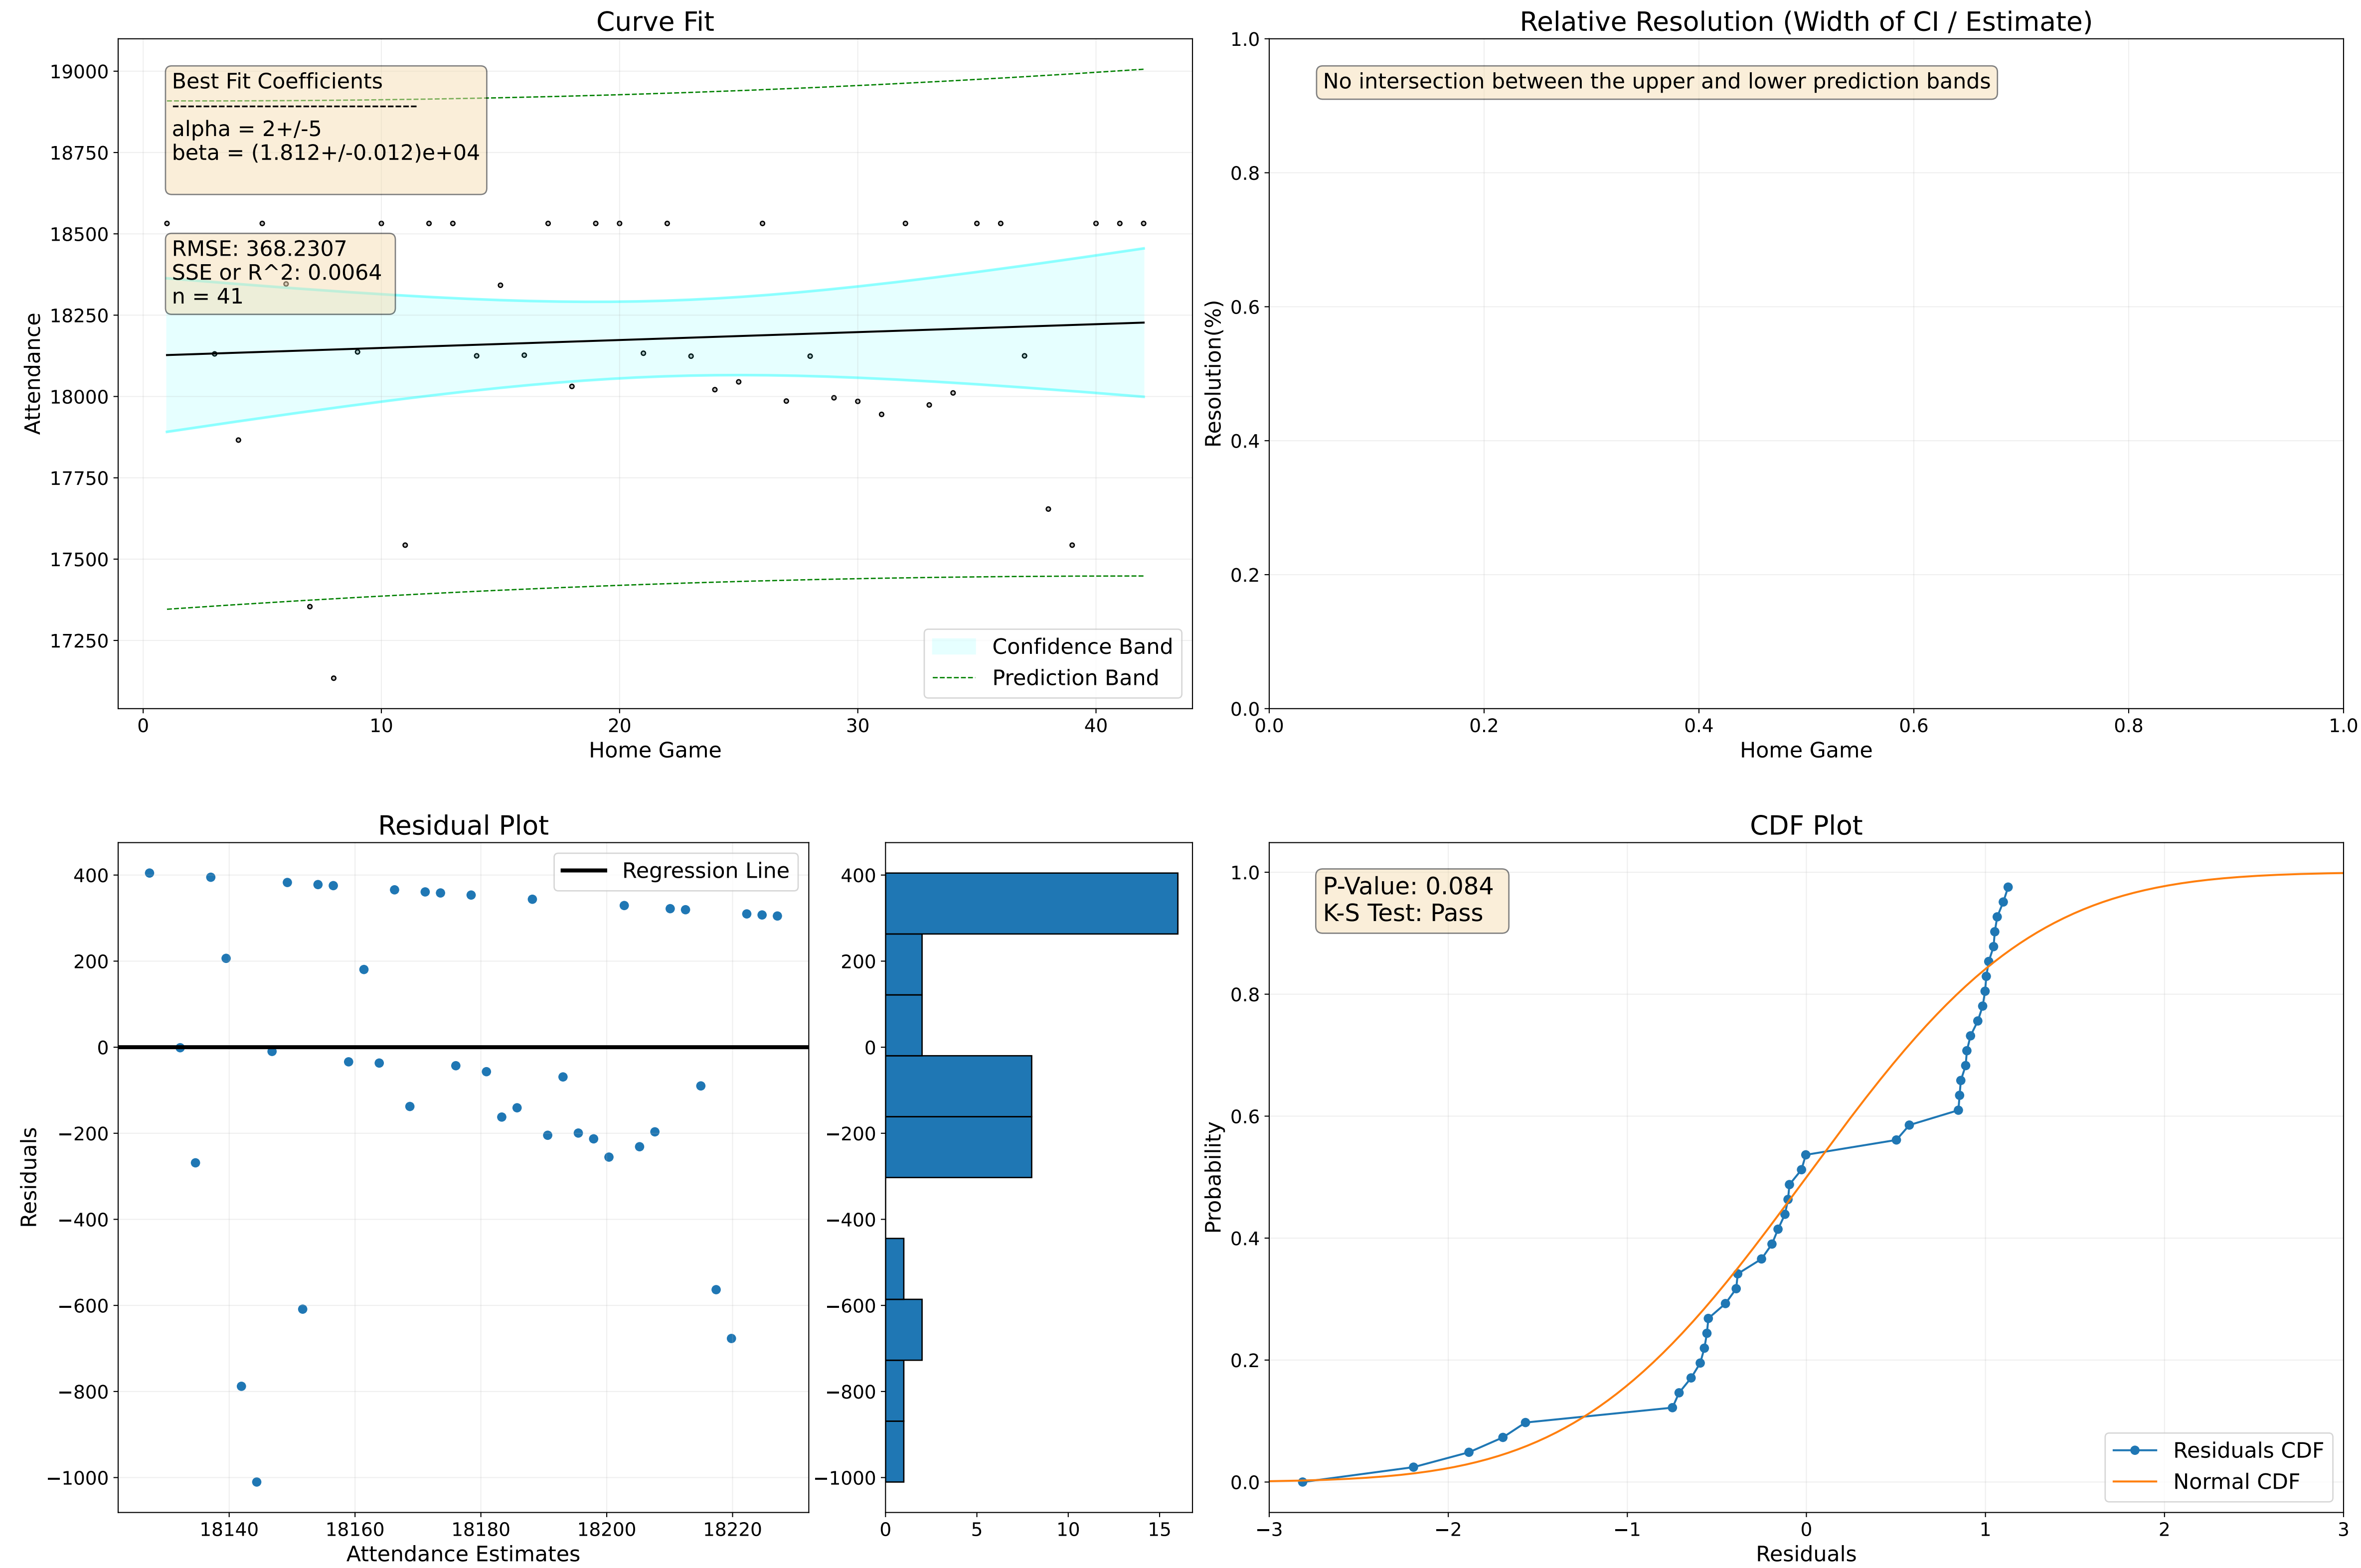 Curve Fit
19000
18750
18500
18250
18000
17750
17500
17250
Attendance
Best Fit Coefficients
--------------------
alpha = 2+/-5
beta = (1.812+/-0.012)e+04
RMSE: 368.2307
SSE or R^2: 0.0064
n = 41
Confidence Band
Prediction Band
0 10 20 30 40
Home Game
Relative Resolution (Width of CI / Estimate)
1.0
0.8
0.6
0.4
0.2
0.0
Resolution(%)
No intersection between the upper and lower prediction bands
0.0 0.2 0.4 0.6 0.8 1.0
Home Game
Residual Plot
400
200
0
−200
−400
−600
−800
−1000
Residuals
Regression Line
18140 18160 18180 18200 18220
Attendance Estimates
400
200
0
−200
−400
−600
−800
−1000
0 5 10 15
CDF Plot
1.0
0.8
0.6
0.4
0.2
0.0
Probability
P-Value: 0.084
K-S Test: Pass
Residuals CDF
Normal CDF
−3 −2 −1 0 1 2 3
Residuals